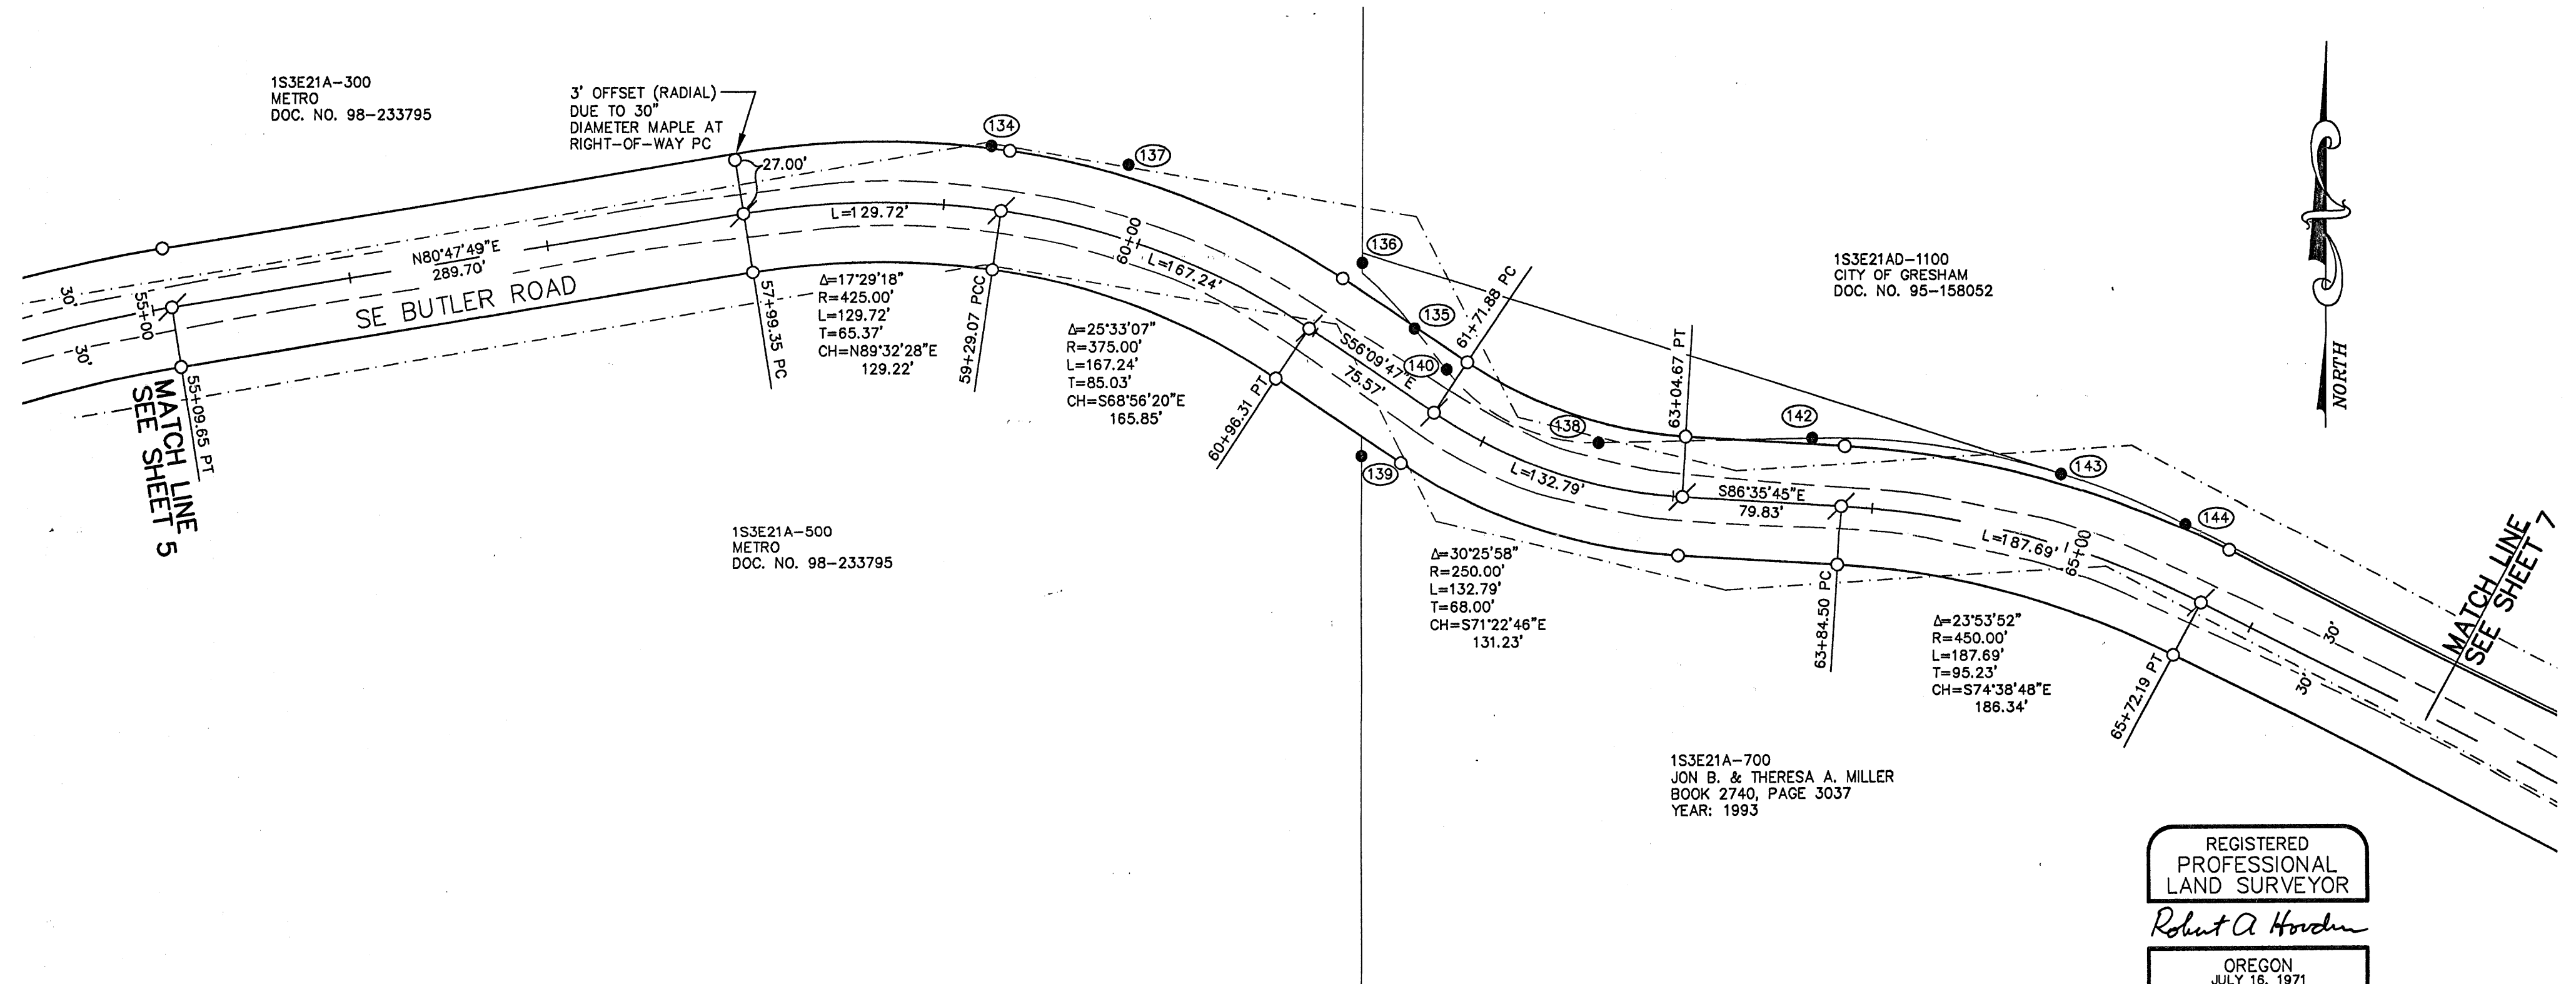 1S3E21A-300
METRO
DOC. NO. 98-233795
3' OFFSET (RADIAL)
DUE TO 30"
DIAMETER MAPLE AT
RIGHT-OF-WAY PC
27.00'
134
137
136
135
140
138
139
142
143
144
1S3E21AD-1100
CITY OF GRESHAM
DOC. NO. 95-158052
NORTH
30'
30'
55+00
N80°47'49"E
289.70'
SE BUTLER ROAD
55+09.65 PT
MATCH LINE
SEE SHEET 5
L=129.72'
57+99.35 PC
Δ=17°29'18"
R=425.00'
L=129.72'
T=65.37'
CH=N89°32'28"E
129.22'
59+29.07 PCC
60+00
L=167.24'
Δ=25°33'07"
R=375.00'
L=167.24'
T=85.03'
CH=S68°56'20"E
165.85'
60+96.31 PT
S56°09'47"E
75.57'
61+71.88 PC
L=132.79'
Δ=30°25'58"
R=250.00'
L=132.79'
T=68.00'
CH=S71°22'46"E
131.23'
63+04.67 PT
S86°35'45"E
79.83'
63+84.50 PC
L=187.69'
65+00
Δ=23°53'52"
R=450.00'
L=187.69'
T=95.23'
CH=S74°38'48"E
186.34'
65+72.19 PT
30'
30'
MATCH LINE
SEE SHEET 7
1S3E21A-500
METRO
DOC. NO. 98-233795
1S3E21A-700
JON B. & THERESA A. MILLER
BOOK 2740, PAGE 3037
YEAR: 1993
REGISTERED
PROFESSIONAL
LAND SURVEYOR
Robert A Hovden
OREGON
JULY 16, 1971